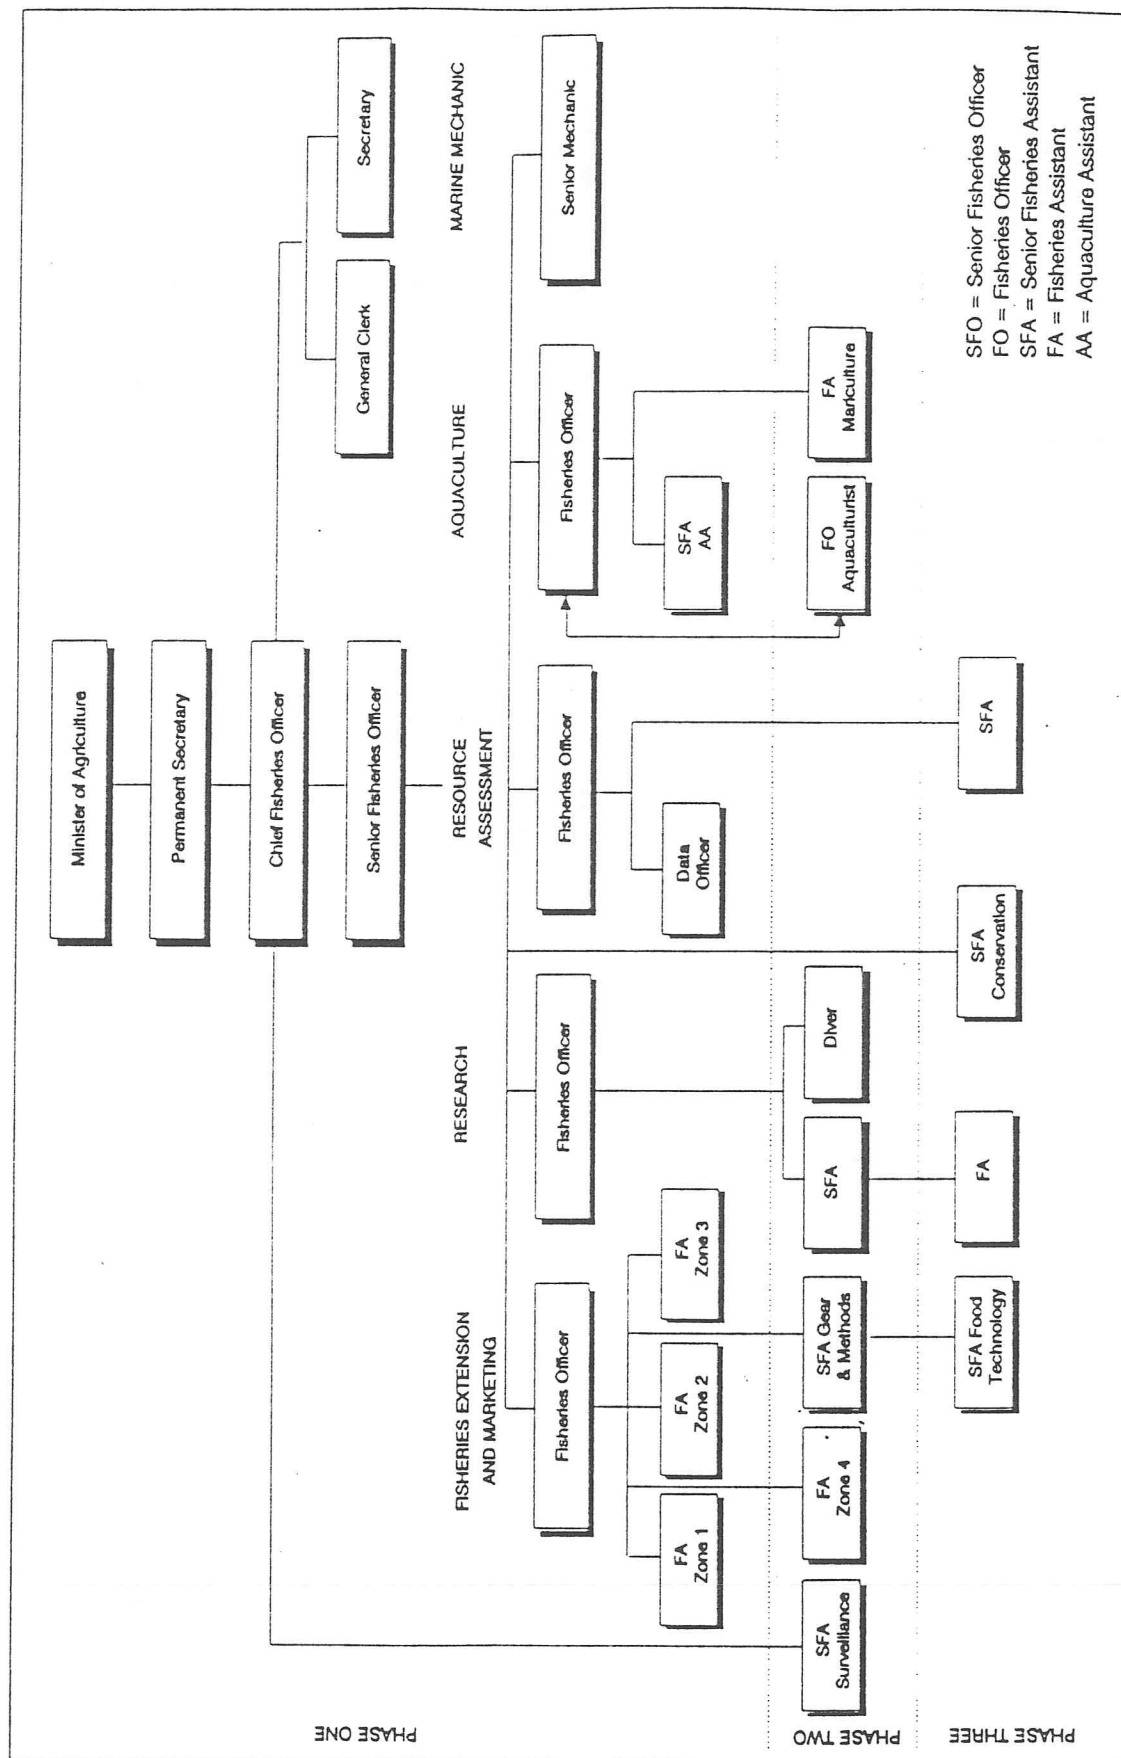 Minister of Agriculture
Permanent Secretary
Chief Fisheries Officer
Senior Fisheries Officer
General Clerk
Secretary
FISHERIES EXTENSION
AND MARKETING
RESEARCH
RESOURCE
ASSESSMENT
AQUACULTURE
MARINE MECHANIC
Fisheries Officer
Fisheries Officer
Fisheries Officer
Fisheries Officer
Senior Mechanic
FA
Zone 1
FA
Zone 2
FA
Zone 3
Data
Officer
SFA
AA
PHASE ONE
SFA
Surveillance
FA
Zone 4
SFA Gear
& Methods
SFA
Diver
FO
Aquaculturist
FA
Mariculture
PHASE TWO
SFA Food
Technology
FA
SFA
Conservation
SFA
PHASE THREE
SFO = Senior Fisheries Officer
FO = Fisheries Officer
SFA = Senior Fisheries Assistant
FA = Fisheries Assistant
AA = Aquaculture Assistant